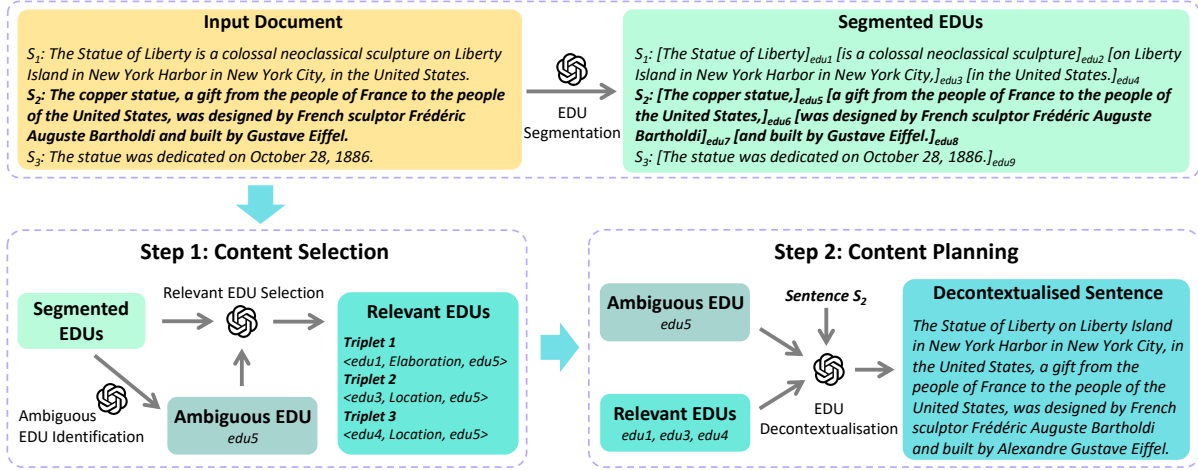 Input Document
S1: The Statue of Liberty is a colossal neoclassical sculpture on Liberty
Island in New York Harbor in New York City, in the United States.
S2: The copper statue, a gift from the people of France to the people
of the United States, was designed by French sculptor Frédéric
Auguste Bartholdi and built by Gustave Eiffel.
S3: The statue was dedicated on October 28, 1886.
EDU
Segmentation
Segmented EDUs
S1: [The Statue of Liberty]edu1 [is a colossal neoclassical sculpture]edu2 [on Liberty
Island in New York Harbor in New York City,]edu3 [in the United States.]edu4
S2: [The copper statue,]edu5 [a gift from the people of France to the people of
the United States,]edu6 [was designed by French sculptor Frédéric Auguste
Bartholdi]edu7 [and built by Gustave Eiffel.]edu8
S3: [The statue was dedicated on October 28, 1886.]edu9
Step 1: Content Selection
Segmented
EDUs
Relevant EDU Selection
Ambiguous
EDU Identification
Ambiguous EDU
edu5
Relevant EDUs
Triplet 1
<edu1, Elaboration, edu5>
Triplet 2
<edu3, Location, edu5>
Triplet 3
<edu4, Location, edu5>
Step 2: Content Planning
Ambiguous EDU
edu5
Sentence S2
Relevant EDUs
edu1, edu3, edu4
EDU
Decontextualisation
Decontextualised Sentence
The Statue of Liberty on Liberty Island
in New York Harbor in New York City, in
the United States, a gift from the
people of France to the people of the
United States, was designed by French
sculptor Frédéric Auguste Bartholdi
and built by Alexandre Gustave Eiffel.